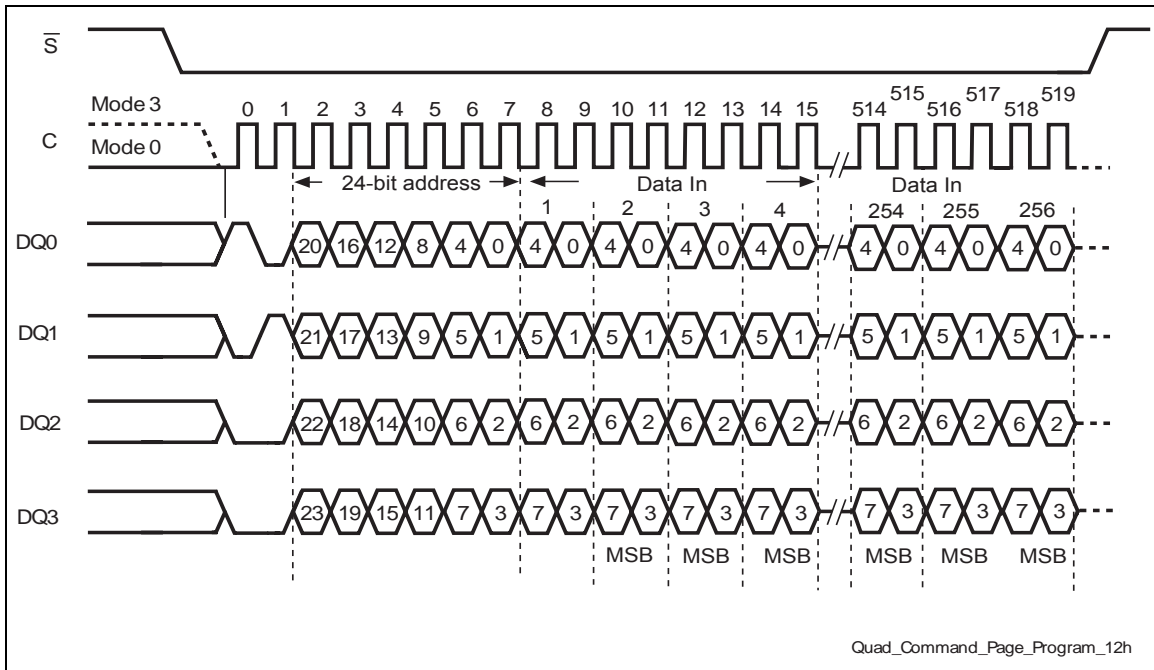 S
Mode 3
Mode 0
C
0 1 2 3 4 5 6 7 8 9 10 11 12 13 14 15 514 515 516 517 518 519
24-bit address Data In Data In
1 2 3 4 254 255 256
DQ0 20 16 12 8 4 0 4 0 4 0 4 0 4 0 4 0 4 0 4 0
DQ1 21 17 13 9 5 1 5 1 5 1 5 1 5 1 5 1 5 1 5 1
DQ2 22 18 14 10 6 2 6 2 6 2 6 2 6 2 6 2 6 2 6 2
DQ3 23 19 15 11 7 3 7 3 7 3 7 3 7 3 7 3 7 3 7 3
MSB MSB MSB MSB MSB MSB
Quad_Command_Page_Program_12h